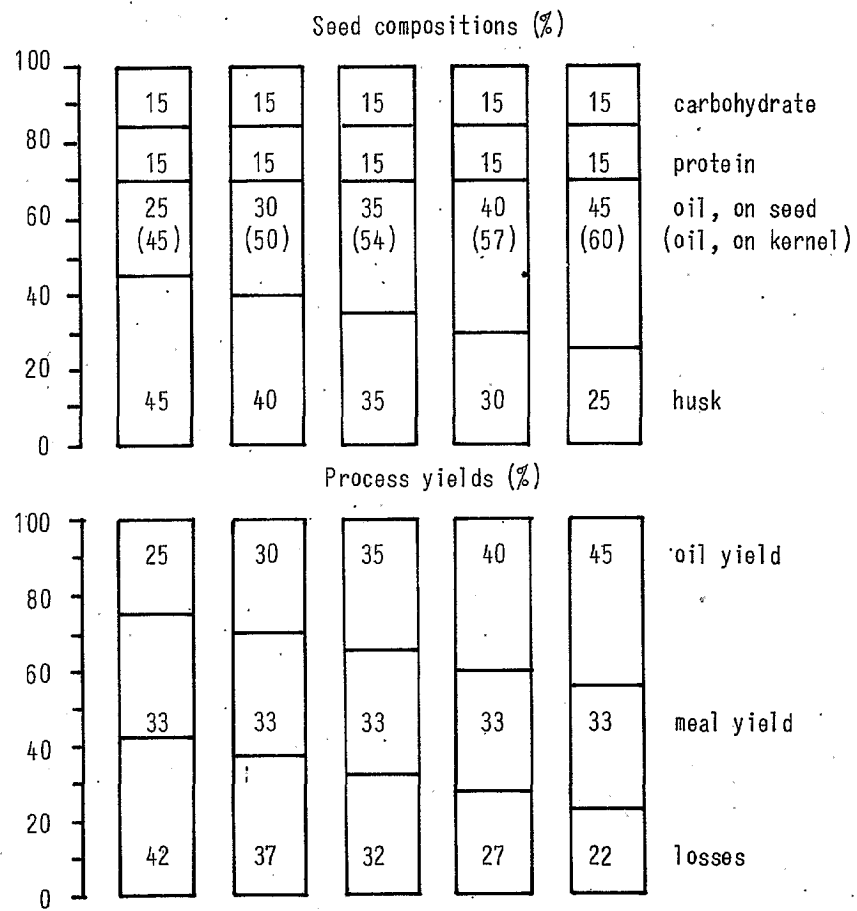 Seed compositions (%)
100
15 15 15 15 15 carbohydrate
80
15 15 15 15 15 protein
60 25 30 35 40 45 oil, on seed
(45) (50) (54) (57) (60) (oil, on kernel)
40
20
45 40 35 30 25 husk
0
Process yields (%)
100
25 30 35 40 45 oil yield
80
60
33 33 33 33 33 meal yield
40
20
42 37 32 27 22 losses
0